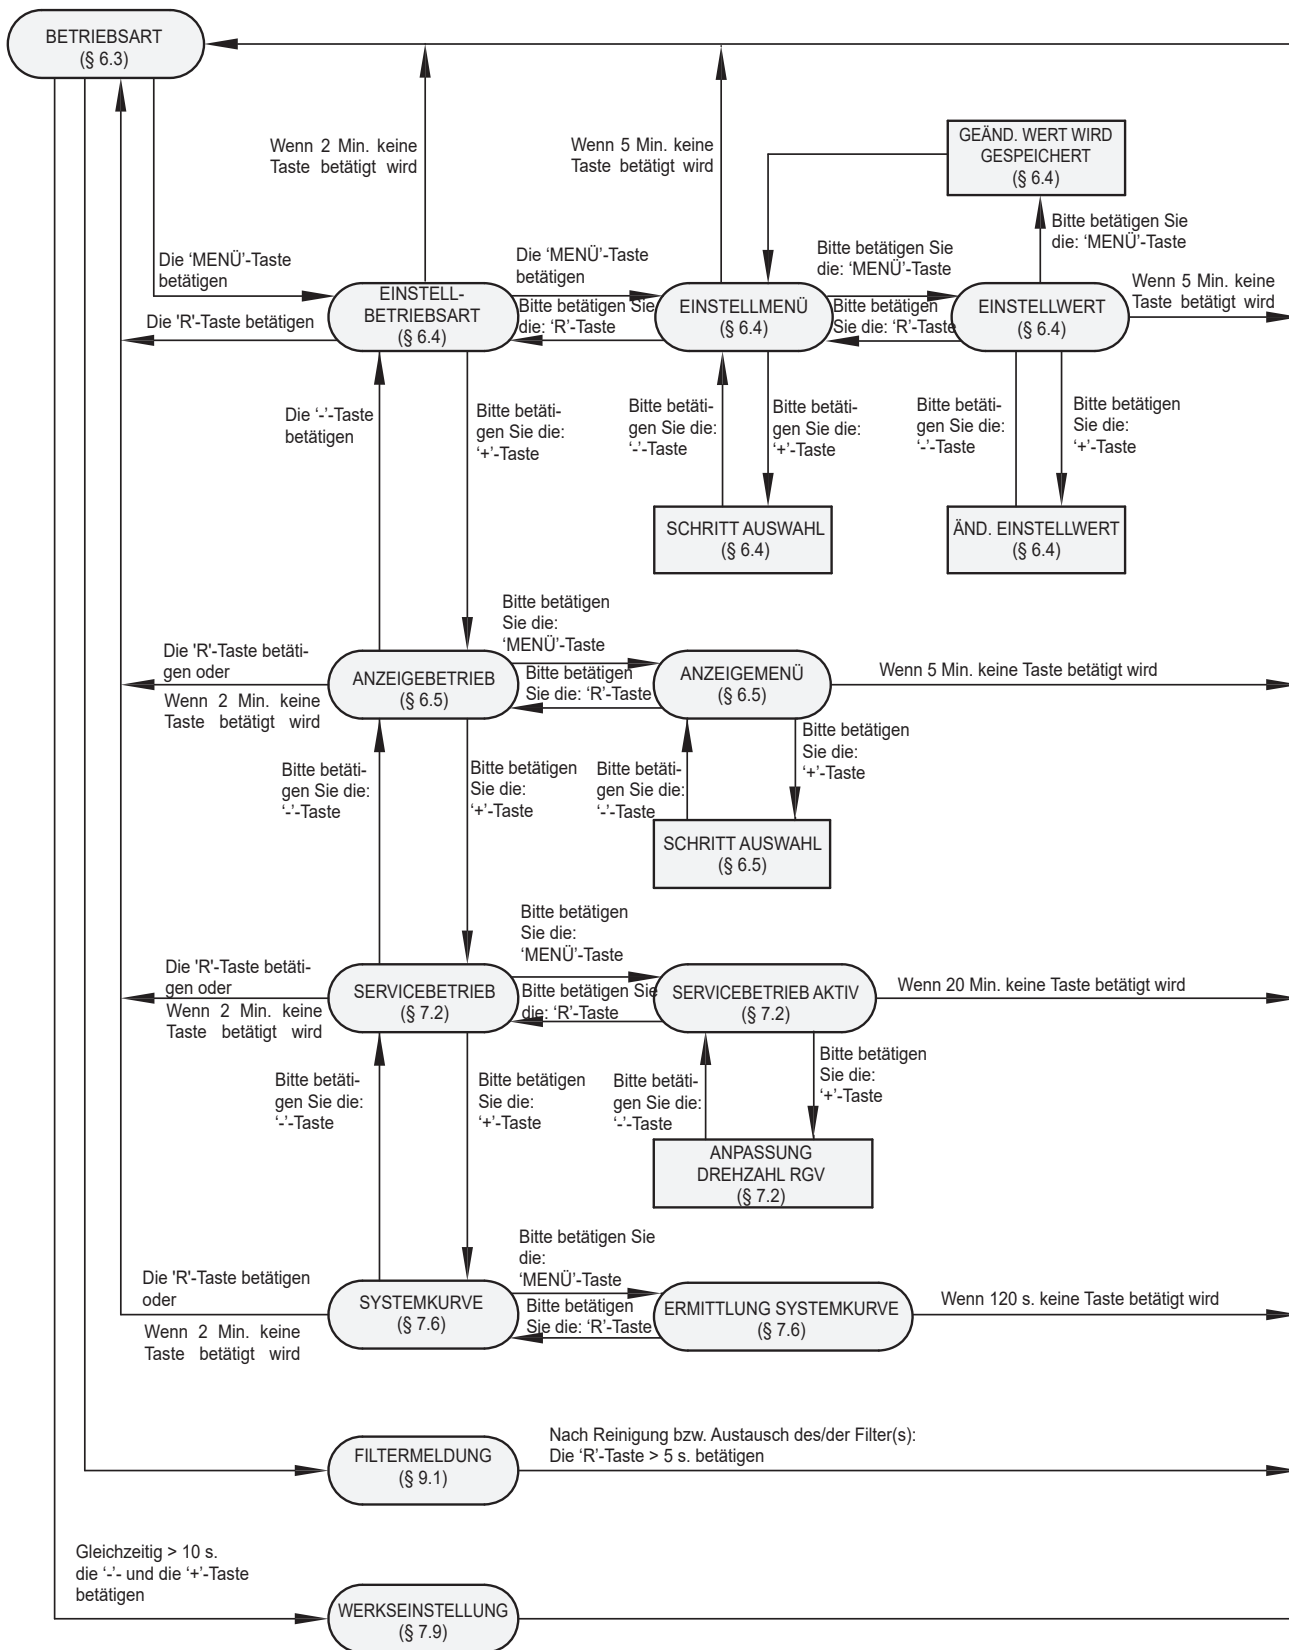 BETRIEBSART
(§ 6.3)
Wenn 2 Min. keine
Taste betätigt wird
Wenn 5 Min. keine
Taste betätigt wird
GEÄND. WERT WIRD
GESPEICHERT
(§ 6.4)
Bitte betätigen Sie
die: ‘MENÜ’-Taste
Die ‘MENÜ’-Taste
betätigen
Die ‘MENÜ’-Taste
betätigen
Bitte betätigen Sie
die: ‘MENÜ’-Taste
Wenn 5 Min. keine
Taste betätigt wird
Die 'R'-Taste betätigen
EINSTELL-
BETRIEBSART
(§ 6.4)
Bitte betätigen Sie
die: ‘R’-Taste
EINSTELLMENÜ
(§ 6.4)
Bitte betätigen
Sie die: ‘R’-Taste
EINSTELLWERT
(§ 6.4)
Die ‘-’-Taste
betätigen
Bitte betäti-
gen Sie die:
‘+’-Taste
Bitte betäti-
gen Sie die:
‘-’-Taste
Bitte betäti-
gen Sie die:
‘+’-Taste
Bitte betäti-
gen Sie die:
‘-’-Taste
Bitte betätigen
Sie die:
‘+’-Taste
SCHRITT AUSWAHL
(§ 6.4)
ÄND. EINSTELLWERT
(§ 6.4)
Bitte betätigen
Sie die:
‘MENÜ’-Taste
Die 'R'-Taste betäti-
gen oder
Wenn 2 Min. keine
Taste betätigt wird
ANZEIGEBETRIEB
(§ 6.5)
Bitte betätigen
Sie die: ‘R’-Taste
ANZEIGEMENÜ
(§ 6.5)
Wenn 5 Min. keine Taste betätigt wird
Bitte betäti-
gen Sie die:
‘-’-Taste
Bitte betätigen
Sie die:
‘+’-Taste
Bitte betäti-
gen Sie die:
‘-’-Taste
Bitte betätigen
Sie die:
‘+’-Taste
SCHRITT AUSWAHL
(§ 6.5)
Bitte betätigen
Sie die:
‘MENÜ’-Taste
Die 'R'-Taste betäti-
gen oder
Wenn 2 Min. keine
Taste betätigt wird
SERVICEBETRIEB
(§ 7.2)
Bitte betätigen Sie
die: ‘R’-Taste
SERVICEBETRIEB AKTIV
(§ 7.2)
Wenn 20 Min. keine Taste betätigt wird
Bitte betäti-
gen Sie die:
‘-’-Taste
Bitte betätigen
Sie die:
‘+’-Taste
Bitte betäti-
gen Sie die:
‘-’-Taste
Bitte betätigen
Sie die:
‘+’-Taste
ANPASSUNG
DREHZAHL RGV
(§ 7.2)
Bitte betätigen Sie
die:
‘MENÜ’-Taste
Die 'R'-Taste betätigen
oder
Wenn 2 Min. keine
Taste betätigt wird
SYSTEMKURVE
(§ 7.6)
Bitte betätigen
Sie die: ‘R’-Taste
ERMITTLUNG SYSTEMKURVE
(§ 7.6)
Wenn 120 s. keine Taste betätigt wird
FILTERMELDUNG
(§ 9.1)
Nach Reinigung bzw. Austausch des/der Filter(s):
Die ‘R’-Taste > 5 s. betätigen
Gleichzeitig > 10 s.
die ‘-’- und die ‘+’-Taste
betätigen
WERKSEINSTELLUNG
(§ 7.9)